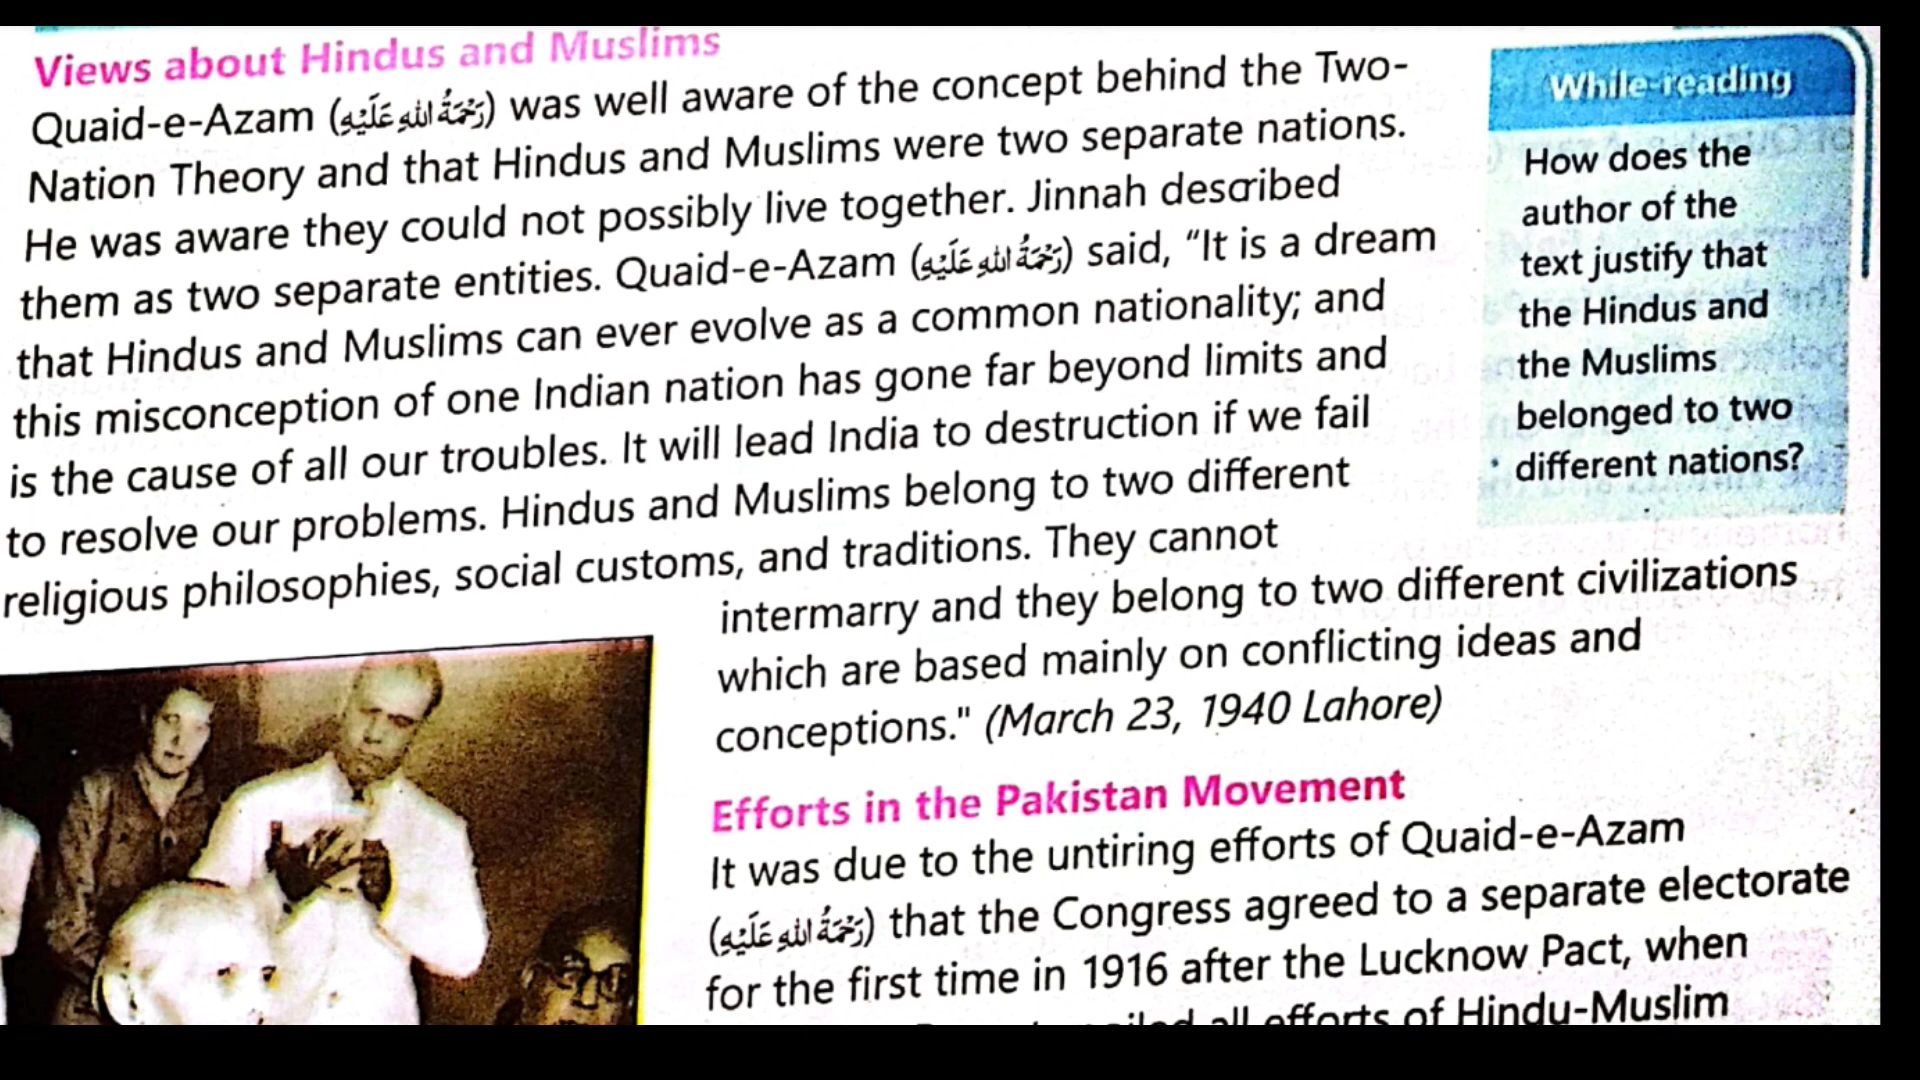 Views about Hindus and Muslims
Quaid-e-Azam (رَحْمَةُ اللهِ عَلَيْهِ) was well aware of the concept behind the Two-
Nation Theory and that Hindus and Muslims were two separate nations.
He was aware they could not possibly live together. Jinnah described
them as two separate entities. Quaid-e-Azam (رَحْمَةُ اللهِ عَلَيْهِ) said, “It is a dream
that Hindus and Muslims can ever evolve as a common nationality; and
this misconception of one Indian nation has gone far beyond limits and
is the cause of all our troubles. It will lead India to destruction if we fail
to resolve our problems. Hindus and Muslims belong to two different
religious philosophies, social customs, and traditions. They cannot
intermarry and they belong to two different civilizations
which are based mainly on conflicting ideas and
conceptions." (March 23, 1940 Lahore)
Efforts in the Pakistan Movement
It was due to the untiring efforts of Quaid-e-Azam
(رَحْمَةُ اللهِ عَلَيْهِ) that the Congress agreed to a separate electorate
for the first time in 1916 after the Lucknow Pact, when
all efforts of Hindu-Muslim
While-reading
How does the
author of the
text justify that
the Hindus and
the Muslims
belonged to two
different nations?